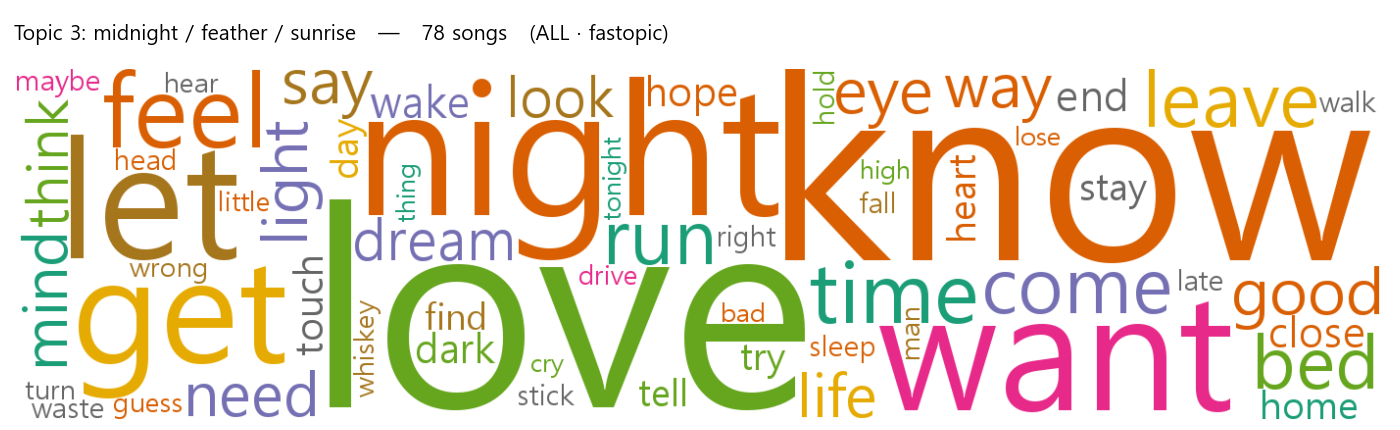 Topic 3: midnight / feather / sunrise — 78 songs (ALL · fastopic)
maybe
hear
feel
say
wake
look
hope
hold
eye
way
end
leave
walk
think
let
head
little
light
day
night
thing
tonight
know
lose
high
fall
heart
stay
mind
wrong
dream
run
right
drive
get
touch
love
whiskey
find
dark
cry
stick
bad
try
tell
time
come
late
good
close
want
man
sleep
life
bed
home
turn
waste
guess
need